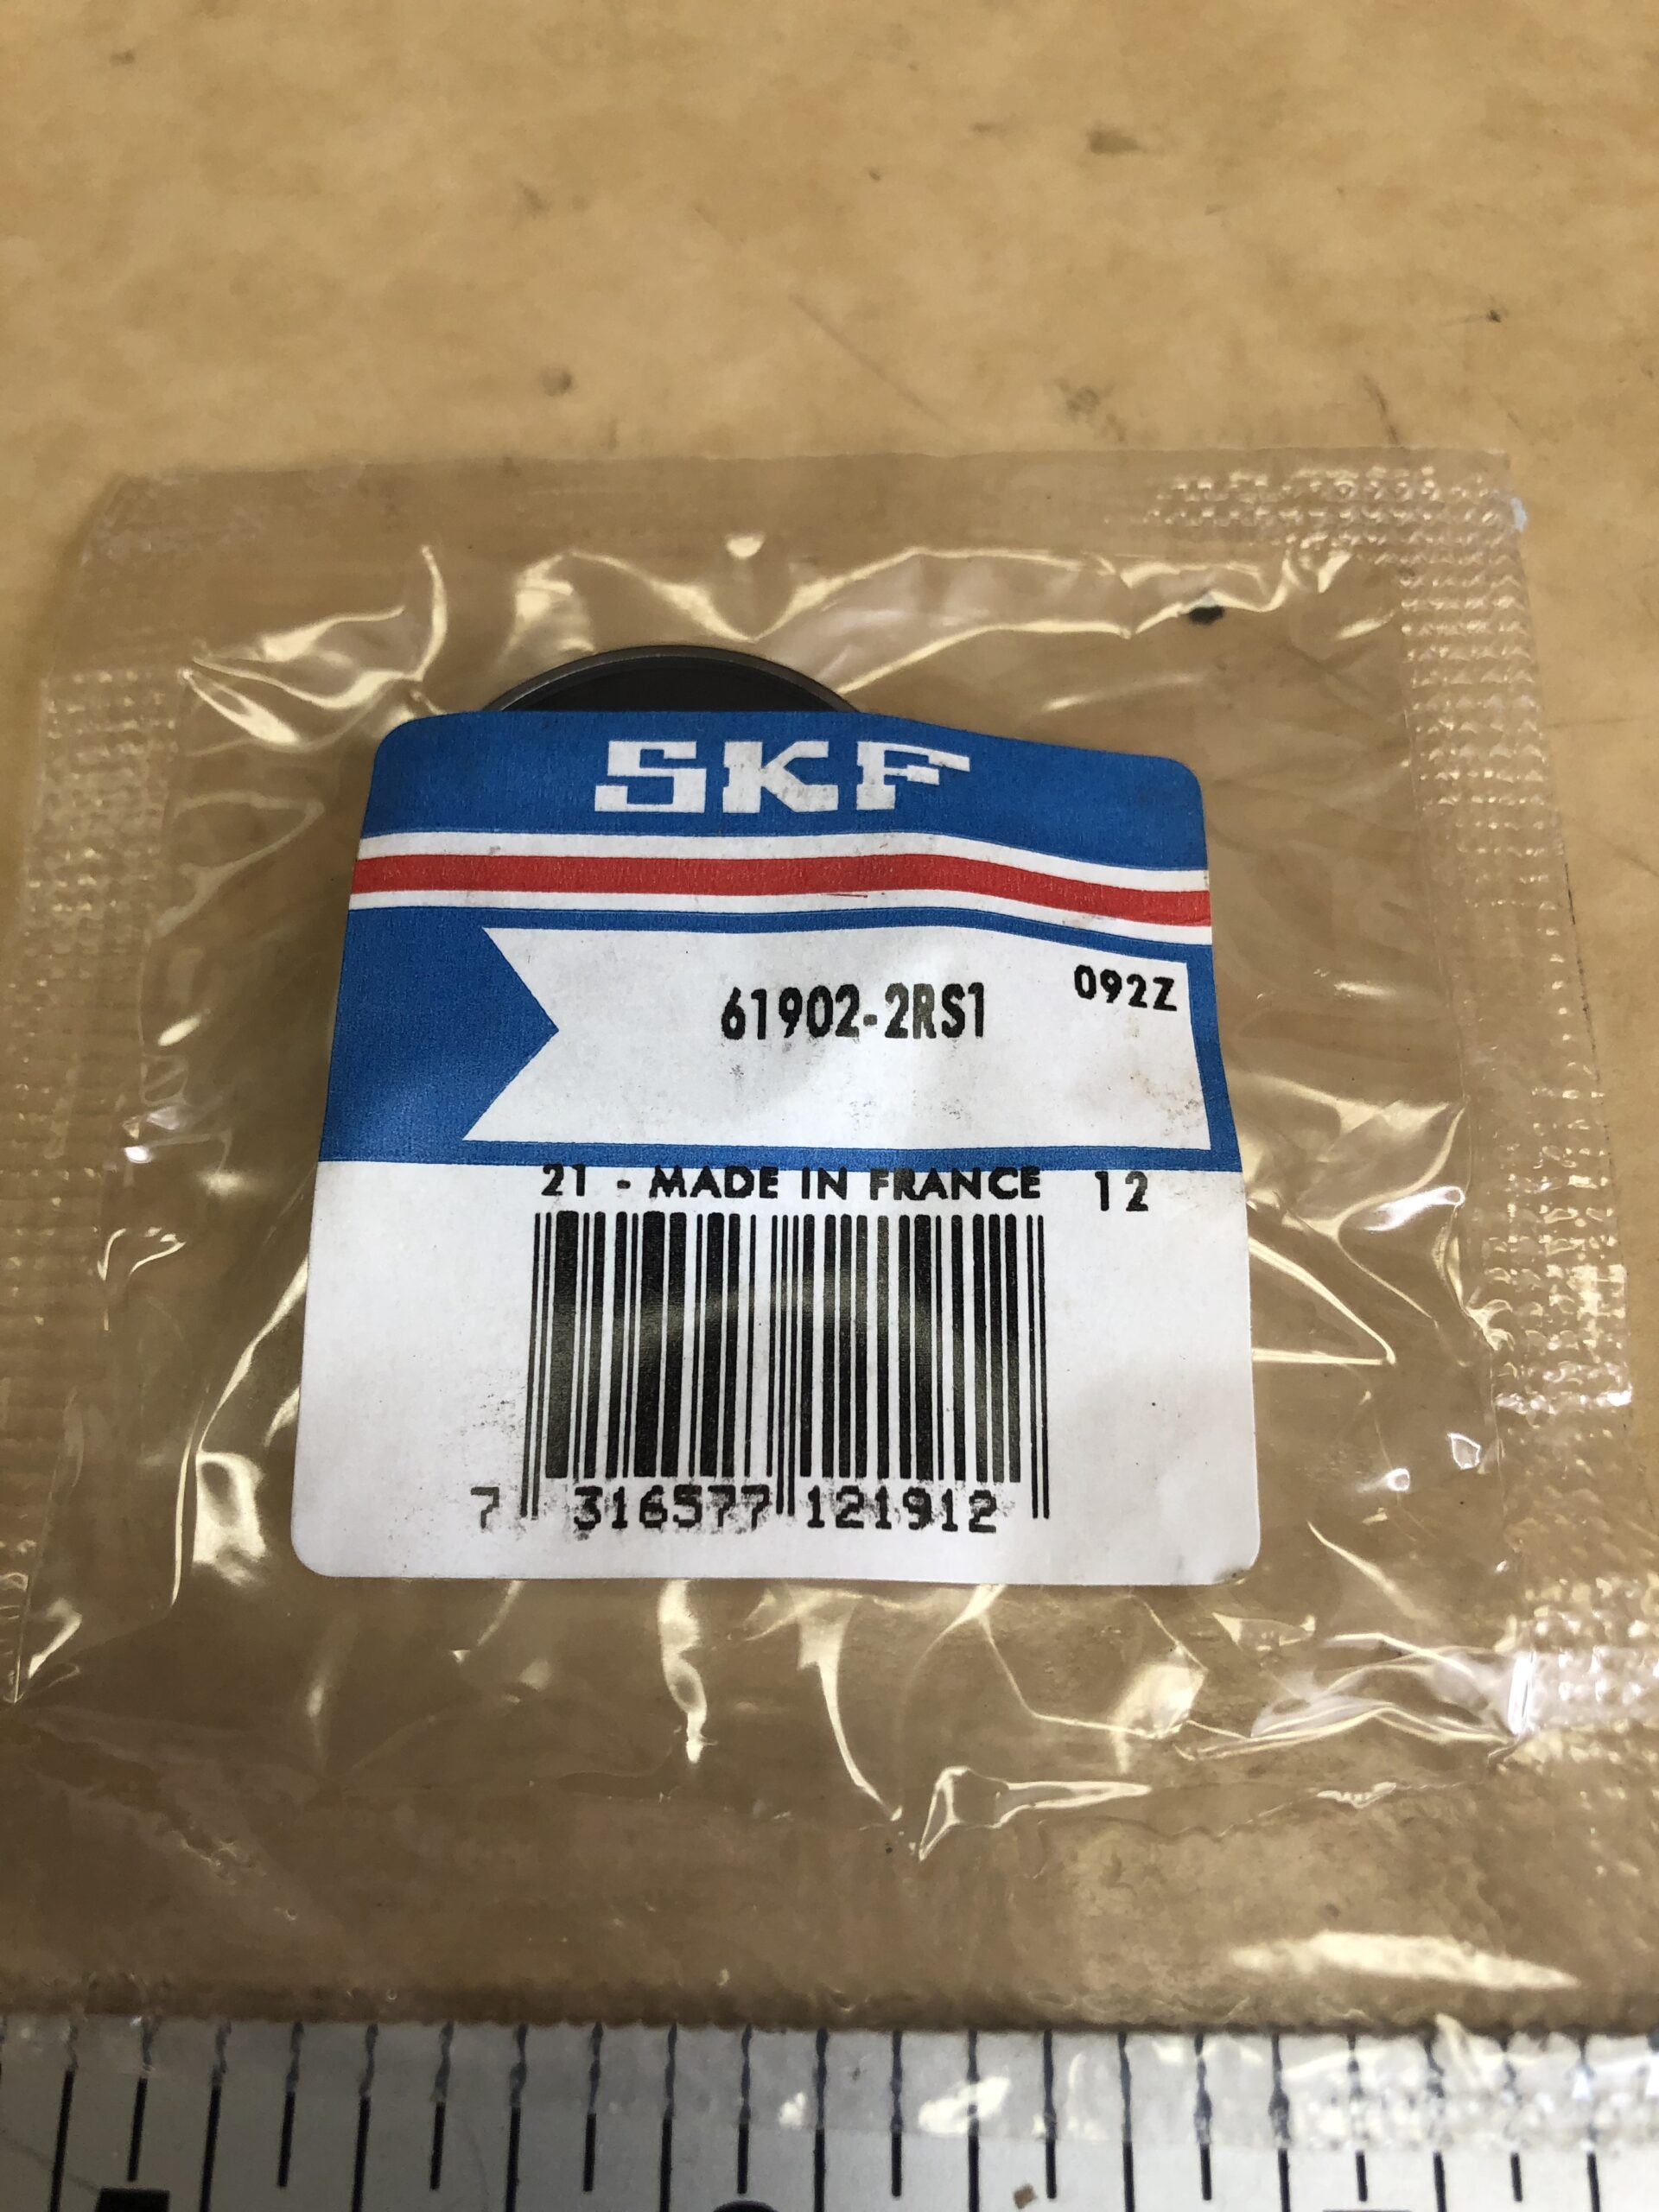 SKF
61902-2RS1 092Z
21 - MADE IN FRANCE 12
7 316577 121912